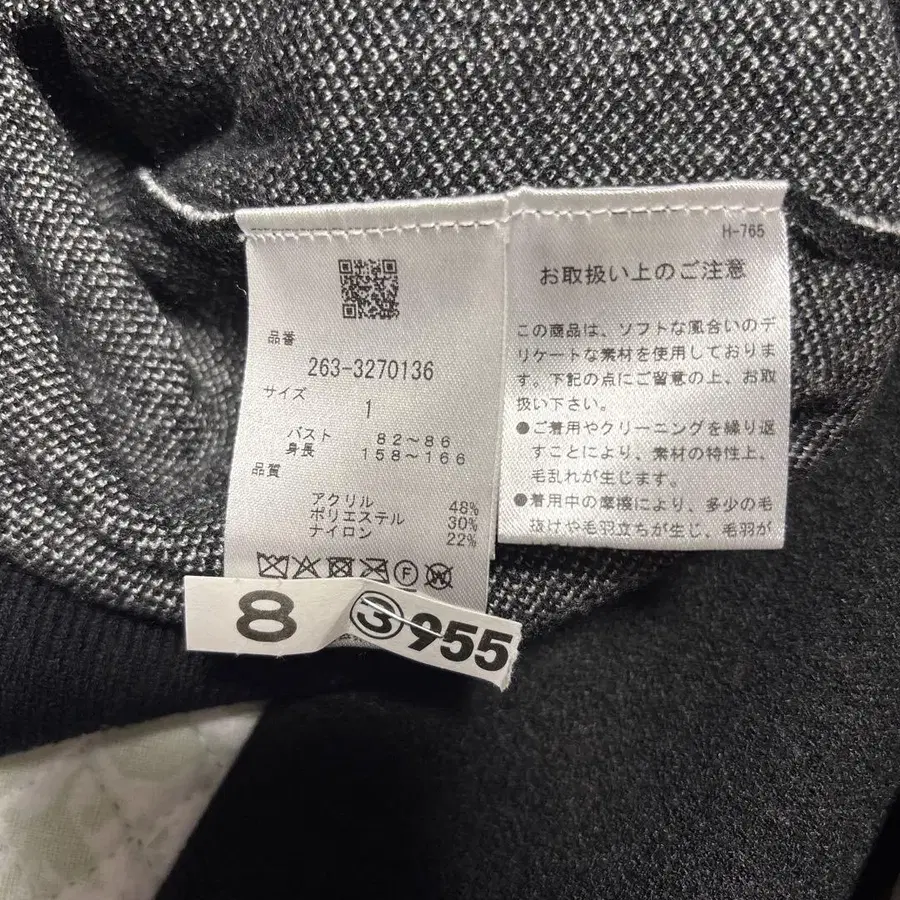 品番
263-3270136
サイズ
1
バスト 82~86
身長 158~166
品質
アクリル 48%
ポリエステル 30%
ナイロン 22%
F
W
8 ③955
H-765
お取扱い上のご注意
この商品は、ソフトな風合いのデ
リケートな素材を使用しておりま
す。下記の点にご留意の上、お取
扱い下さい。
●ご着用やクリーニングを繰り返
すことにより、素材の特性上、
毛乱れが生じます。
●着用中の摩擦により、多少の毛
抜けや毛羽立ちが生じ、毛羽が